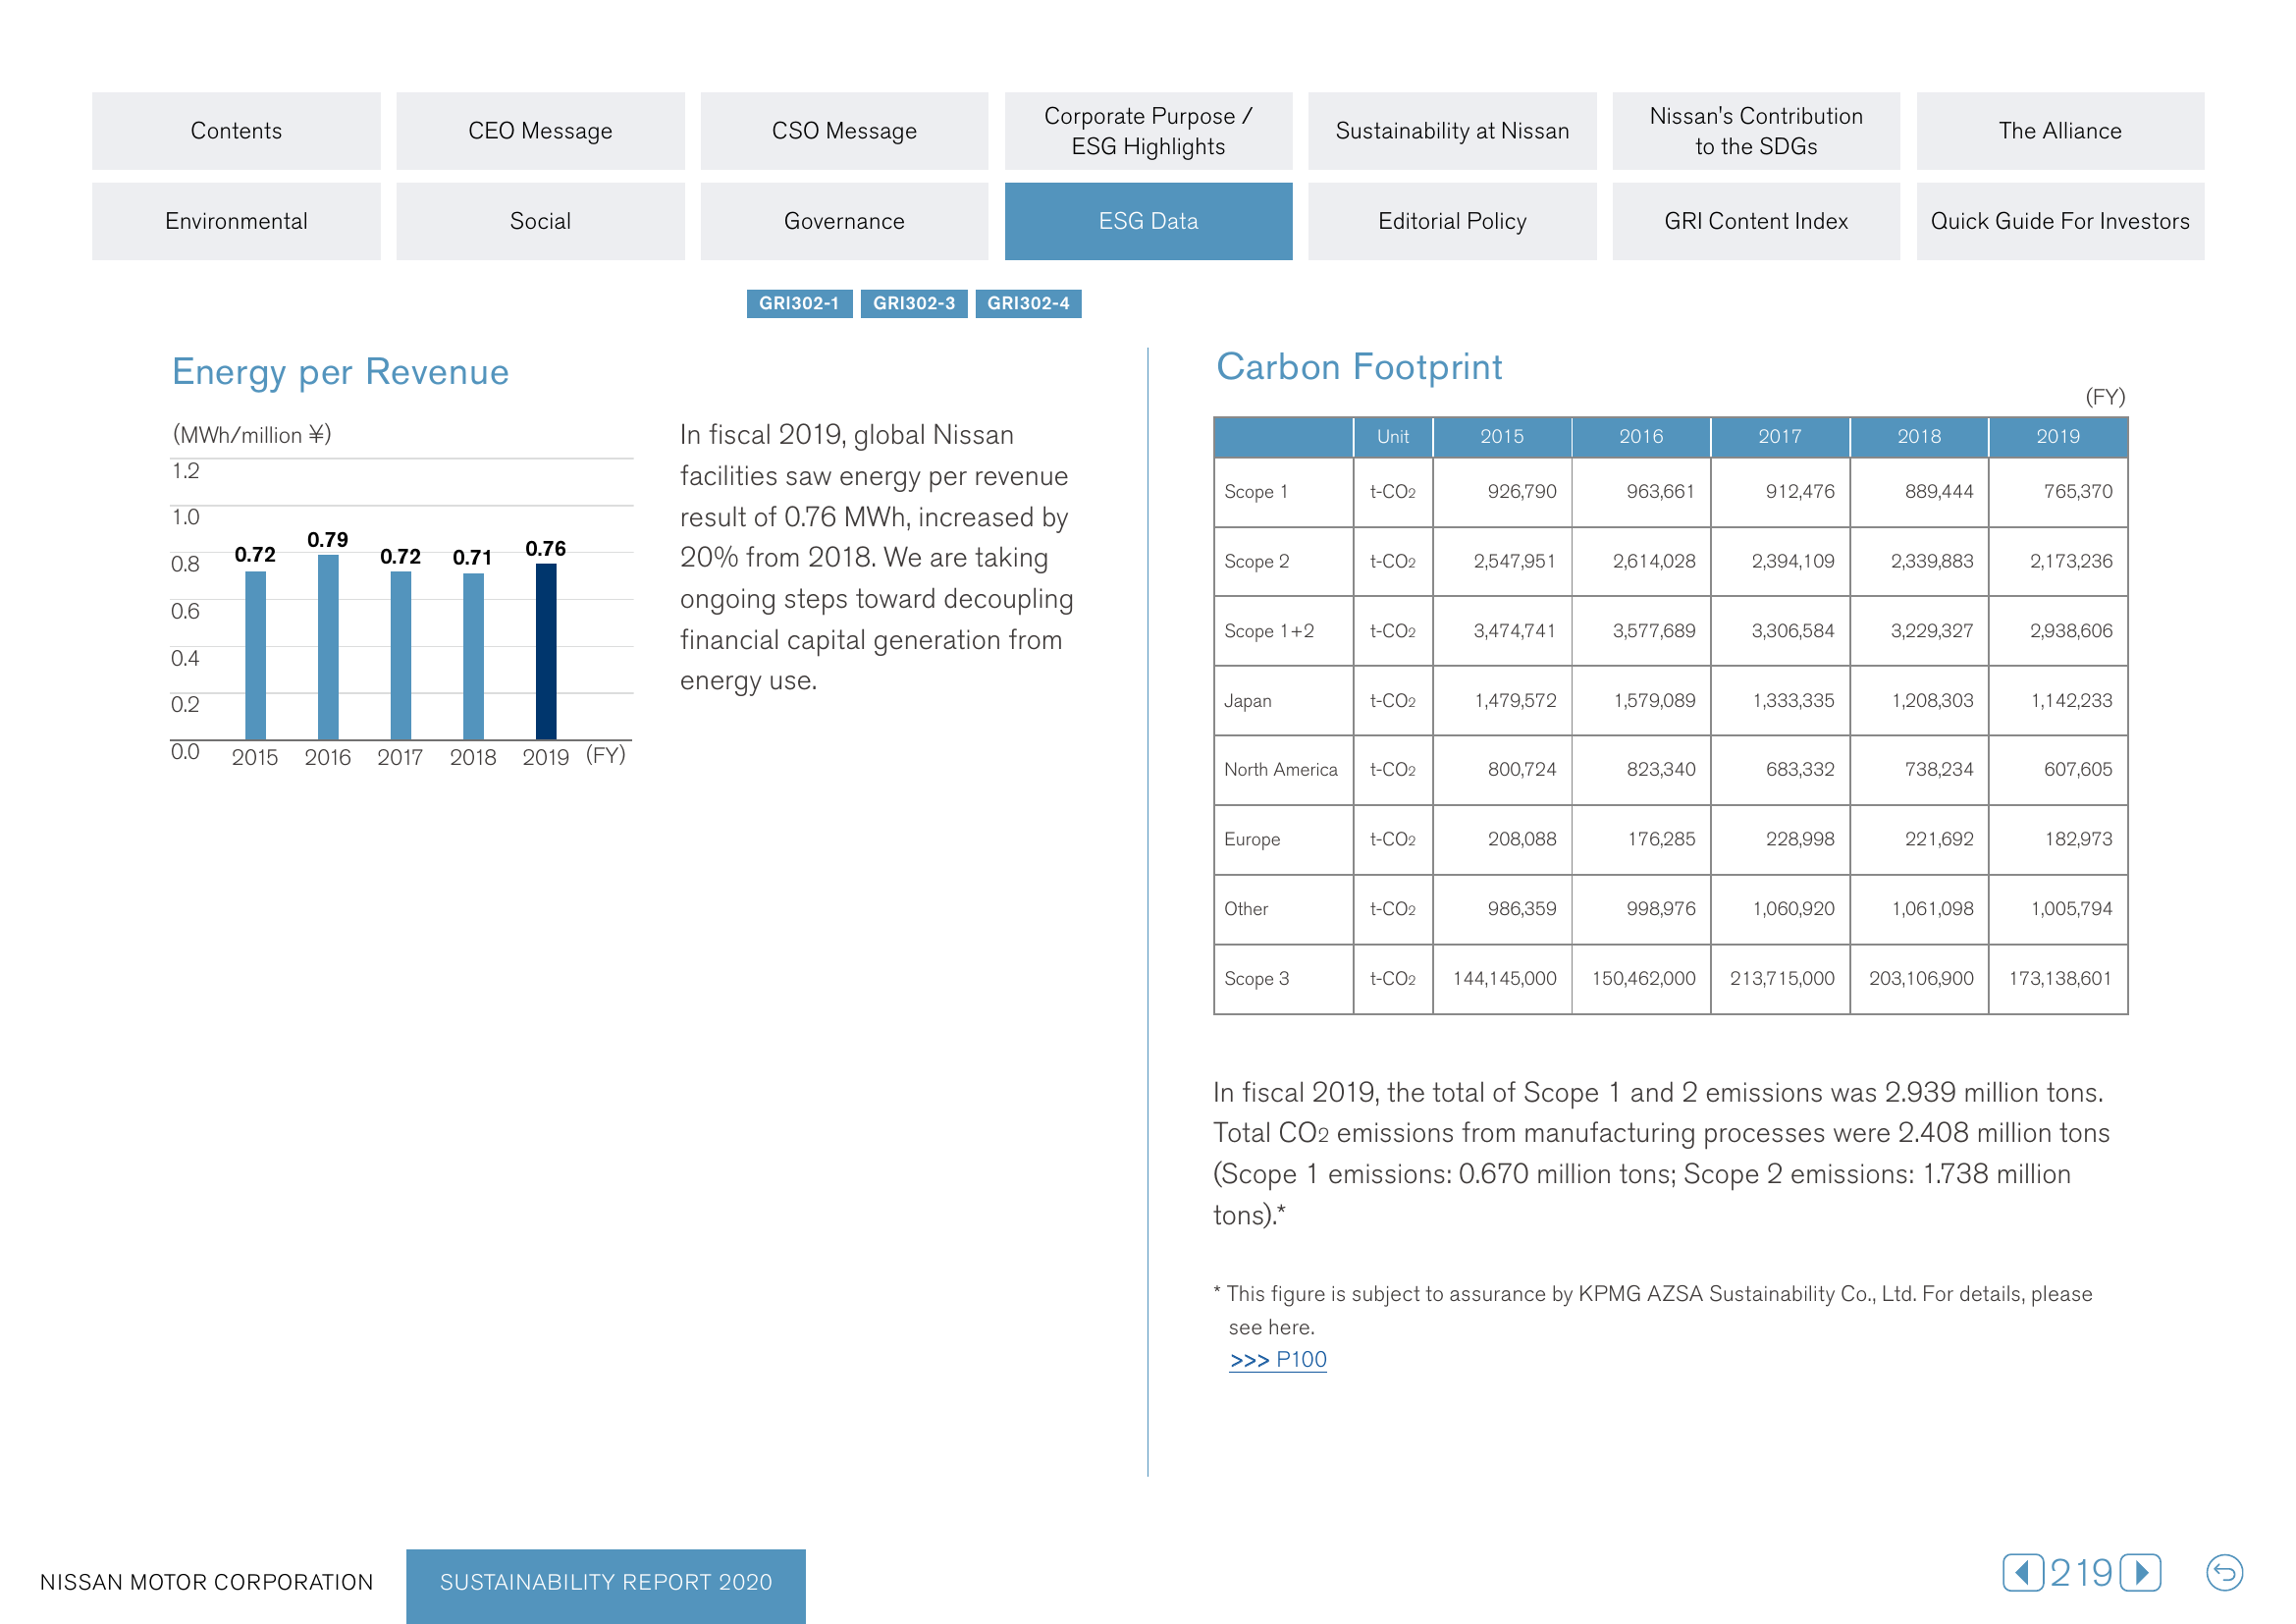 Contents
CEO Message
CSO Message
Corporate Purpose /
ESG Highlights
Sustainability at Nissan
Nissan's Contribution
to the SDGs
The Alliance
Environmental
Social
Governance
ESG Data
Editorial Policy
GRI Content Index
Quick Guide For Investors
GRI302-1 GRI302-3 GRI302-4
Energy per Revenue
(MWh/million ¥)
1.2
1.0
0.8
0.6
0.4
0.2
0.0
0.72 0.79 0.72 0.71 0.76
2015 2016 2017 2018 2019 (FY)
In fiscal 2019, global Nissan
facilities saw energy per revenue
result of 0.76 MWh, increased by
20% from 2018. We are taking
ongoing steps toward decoupling
financial capital generation from
energy use.
Carbon Footprint
(FY)
Unit 2015 2016 2017 2018 2019
Scope 1 t-CO2 926,790 963,661 912,476 889,444 765,370
Scope 2 t-CO2 2,547,951 2,614,028 2,394,109 2,339,883 2,173,236
Scope 1+2 t-CO2 3,474,741 3,577,689 3,306,584 3,229,327 2,938,606
Japan t-CO2 1,479,572 1,579,089 1,333,335 1,208,303 1,142,233
North America t-CO2 800,724 823,340 683,332 738,234 607,605
Europe t-CO2 208,088 176,285 228,998 221,692 182,973
Other t-CO2 986,359 998,976 1,060,920 1,061,098 1,005,794
Scope 3 t-CO2 144,145,000 150,462,000 213,715,000 203,106,900 173,138,601
In fiscal 2019, the total of Scope 1 and 2 emissions was 2.939 million tons.
Total CO2 emissions from manufacturing processes were 2.408 million tons
(Scope 1 emissions: 0.670 million tons; Scope 2 emissions: 1.738 million
tons).*
* This figure is subject to assurance by KPMG AZSA Sustainability Co., Ltd. For details, please
see here.
>>> P100
NISSAN MOTOR CORPORATION
SUSTAINABILITY REPORT 2020
219